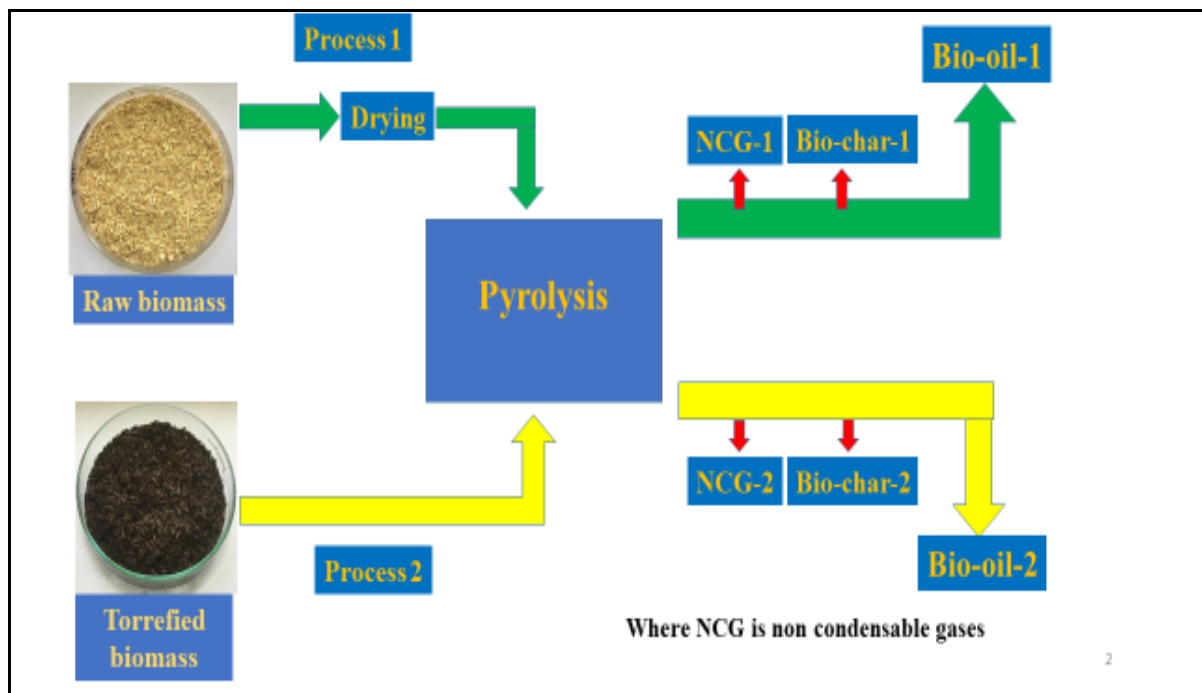 Process 1
Bio-oil-1
Drying
NCG-1
Bio-char-1
Raw biomass
Pyrolysis
NCG-2
Bio-char-2
Process 2
Bio-oil-2
Torrefied
biomass
Where NCG is non condensable gases
2